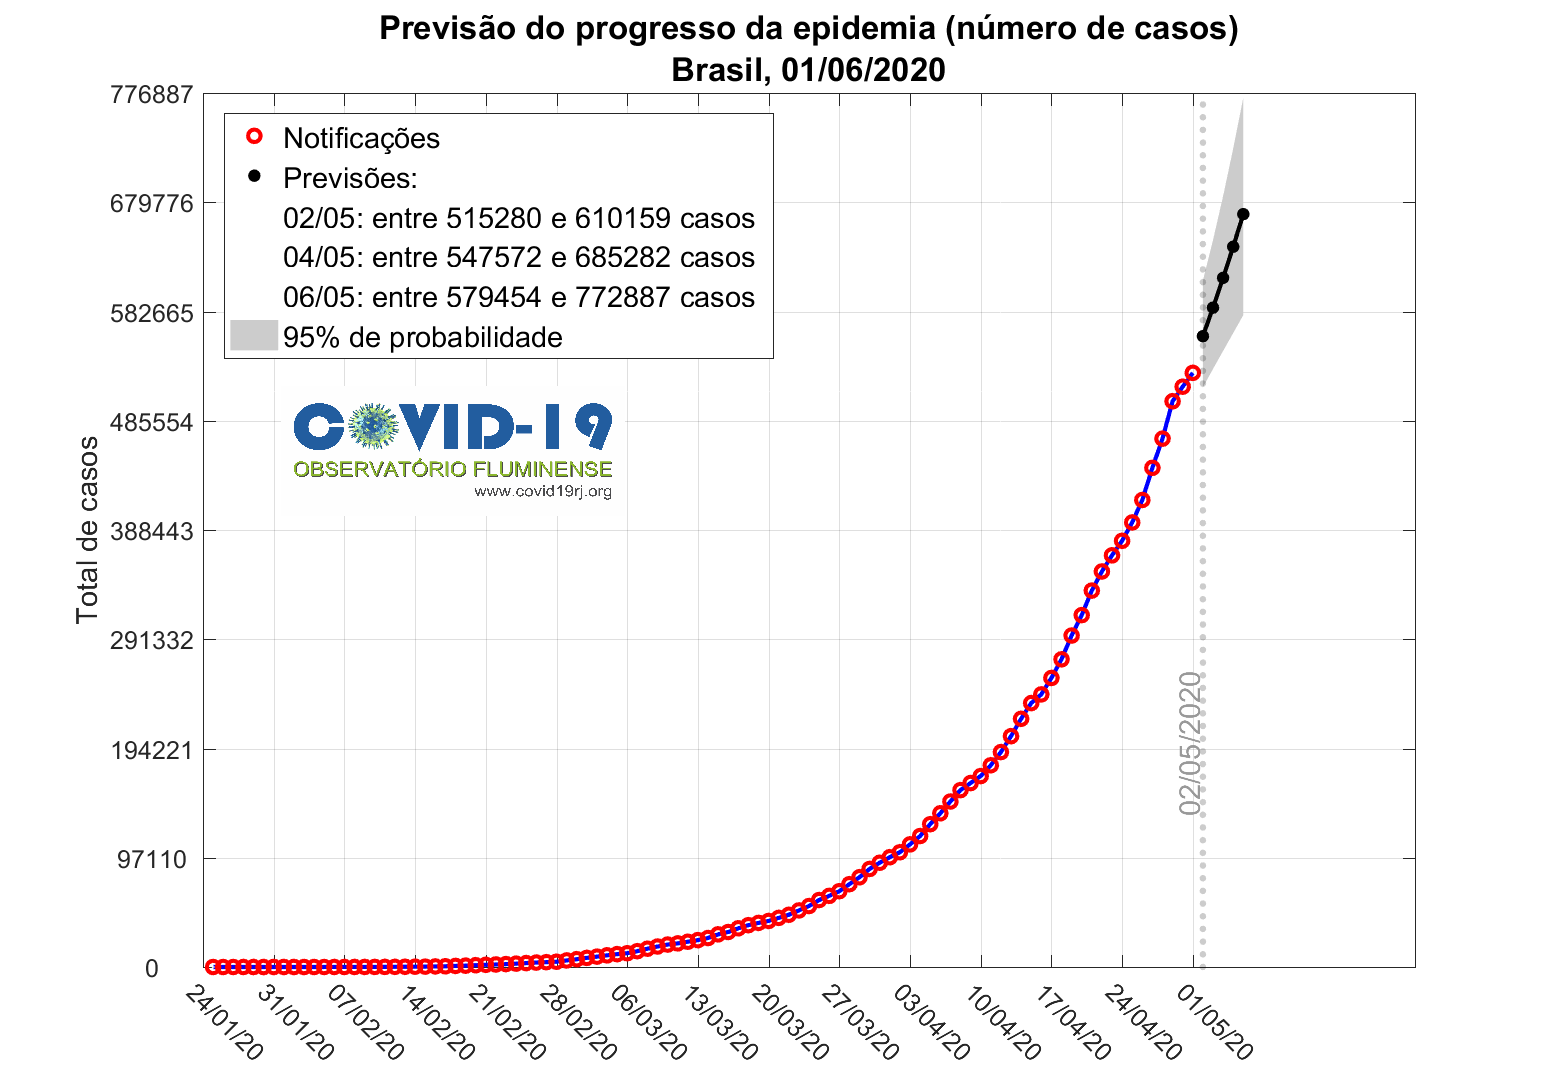 Previsão do progresso da epidemia (número de casos)
Brasil, 01/06/2020
776887
679776
582665
485554
388443
291332
194221
97110
0
Total de casos
Notificações
Previsões:
02/05: entre 515280 e 610159 casos
04/05: entre 547572 e 685282 casos
06/05: entre 579454 e 772887 casos
95% de probabilidade
COVID-19
OBSERVATÓRIO FLUMINENSE
www.covid19rj.org
02/05/2020
24/01/20
31/01/20
07/02/20
14/02/20
21/02/20
28/02/20
06/03/20
13/03/20
20/03/20
27/03/20
03/04/20
10/04/20
17/04/20
24/04/20
01/05/20